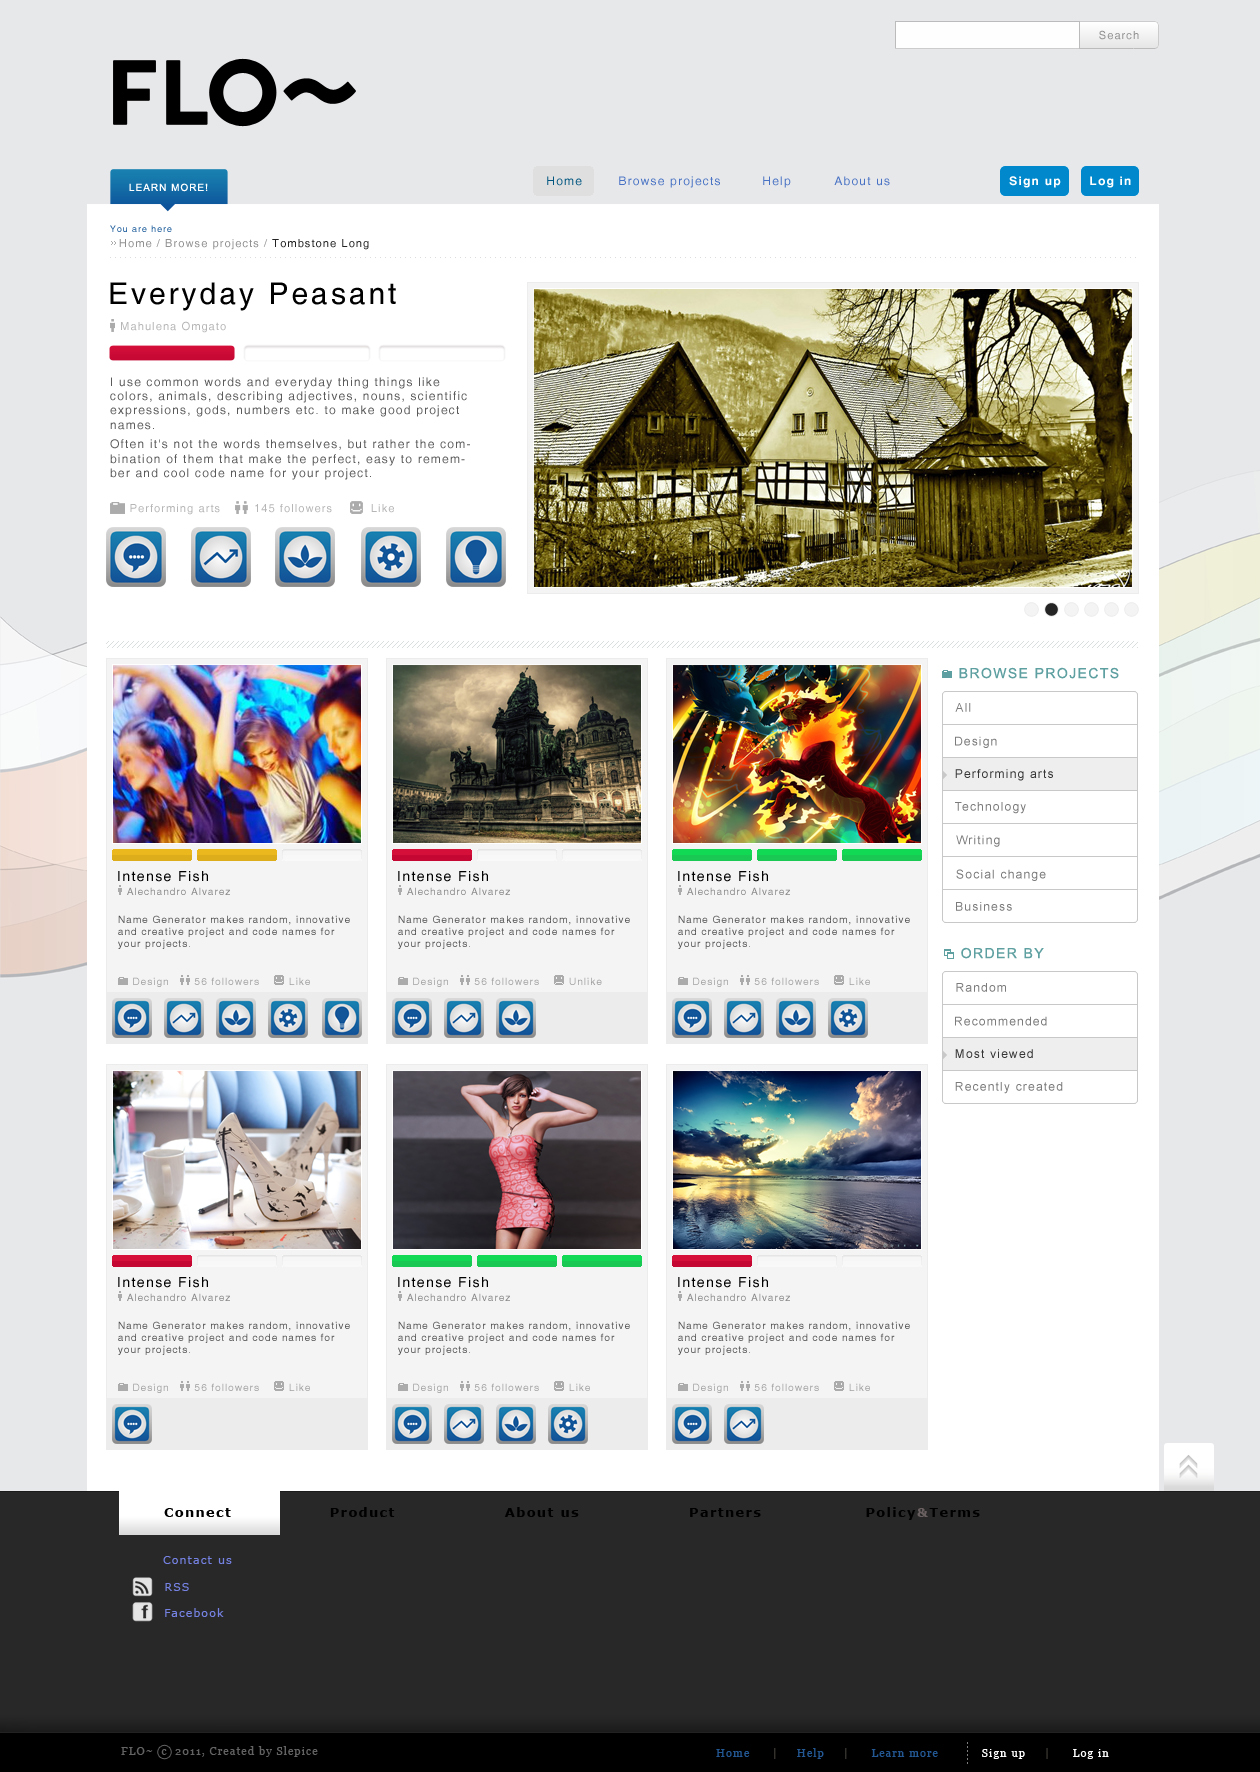 Search
FLO~
LEARN MORE!
Home
Browse projects
Help
About us
Sign up
Log in
You are here
»Home / Browse projects / Tombstone Long
Everyday Peasant
Mahulena Omgato
I use common words and everyday thing things like
colors, animals, describing adjectives, nouns, scientific
expressions, gods, numbers etc. to make good project
names.
Often it's not the words themselves, but rather the com-
bination of them that make the perfect, easy to remem-
ber and cool code name for your project.
Performing arts
145 followers
Like
Intense Fish
Alechandro Alvarez
Name Generator makes random, innovative
and creative project and code names for
your projects.
Design
56 followers
Like
Intense Fish
Alechandro Alvarez
Name Generator makes random, innovative
and creative project and code names for
your projects.
Design
56 followers
Unlike
Intense Fish
Alechandro Alvarez
Name Generator makes random, innovative
and creative project and code names for
your projects.
Design
56 followers
Like
Intense Fish
Alechandro Alvarez
Name Generator makes random, innovative
and creative project and code names for
your projects.
Design
56 followers
Like
Intense Fish
Alechandro Alvarez
Name Generator makes random, innovative
and creative project and code names for
your projects.
Design
56 followers
Like
Intense Fish
Alechandro Alvarez
Name Generator makes random, innovative
and creative project and code names for
your projects.
Design
56 followers
Like
BROWSE PROJECTS
All
Design
Performing arts
Technology
Writing
Social change
Business
ORDER BY
Random
Recommended
Most viewed
Recently created
Connect
Product
About us
Partners
Policy&Terms
Contact us
RSS
Facebook
FLO~ © 2011, Created by Slepice
Home | Help | Learn more
Sign up | Log in